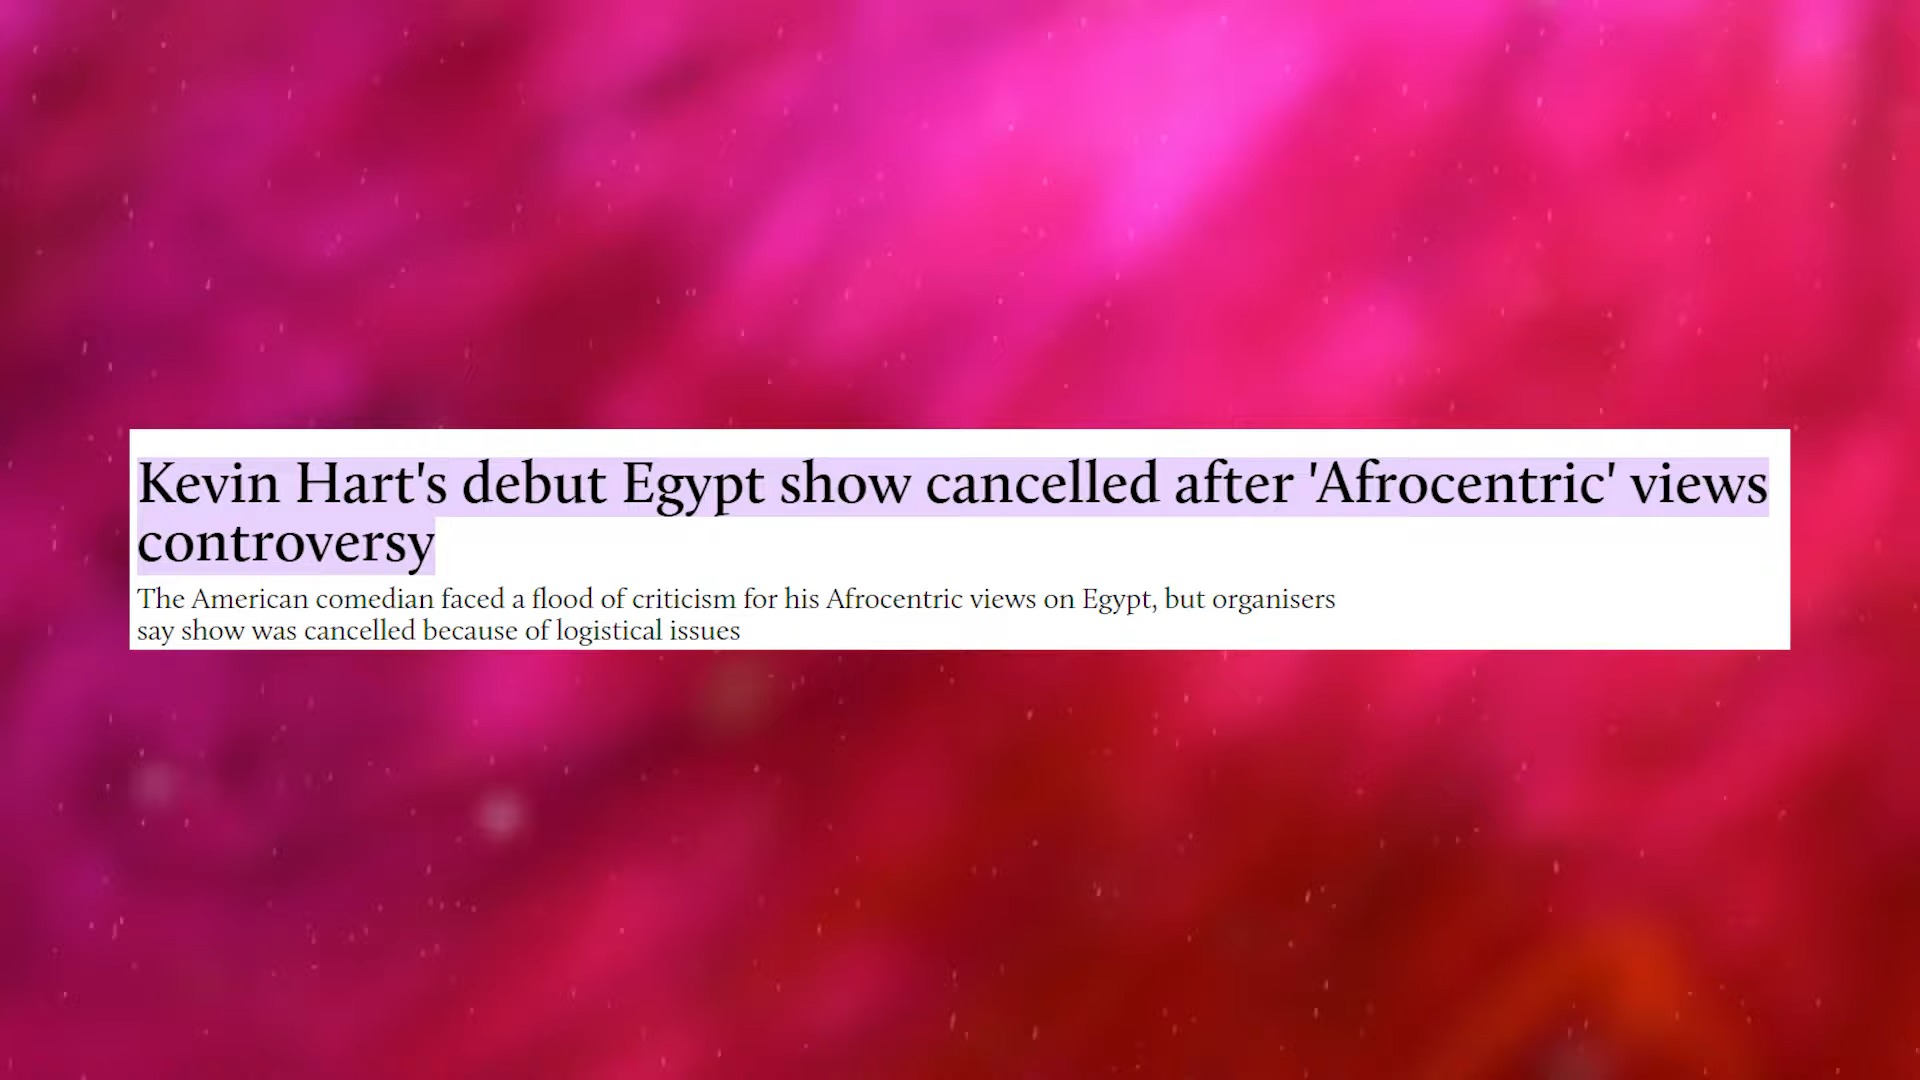 Kevin Hart's debut Egypt show cancelled after 'Afrocentric' views
controversy
The American comedian faced a flood of criticism for his Afrocentric views on Egypt, but organisers
say show was cancelled because of logistical issues